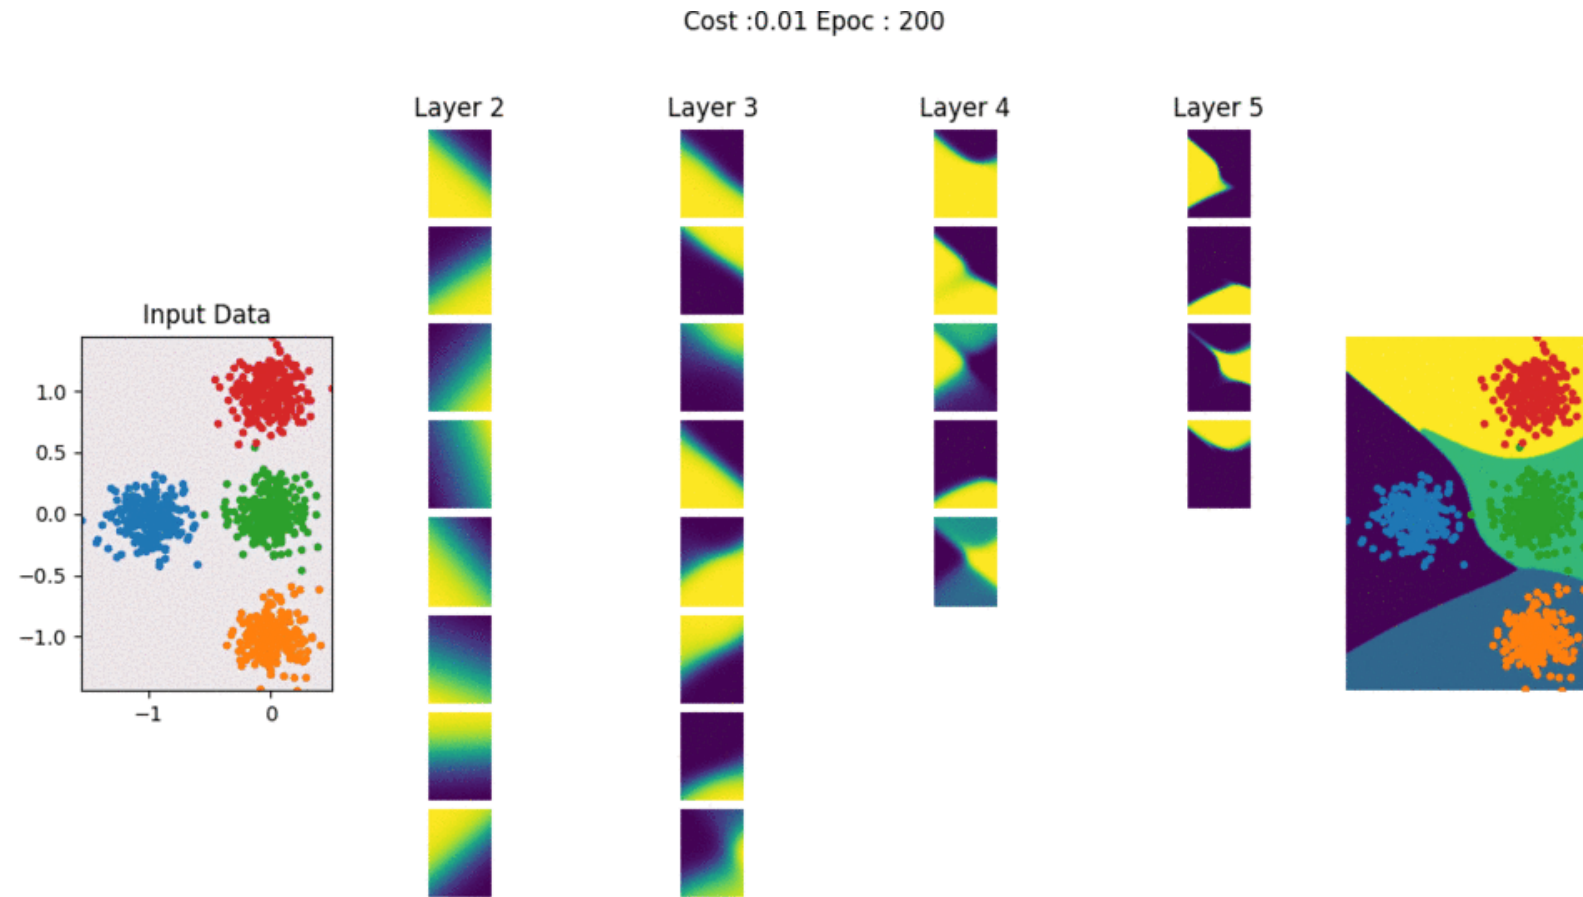 Cost :0.01 Epoc : 200
Layer 2
Layer 3
Layer 4
Layer 5
Input Data
1.0
0.5
0.0
−0.5
−1.0
−1
0